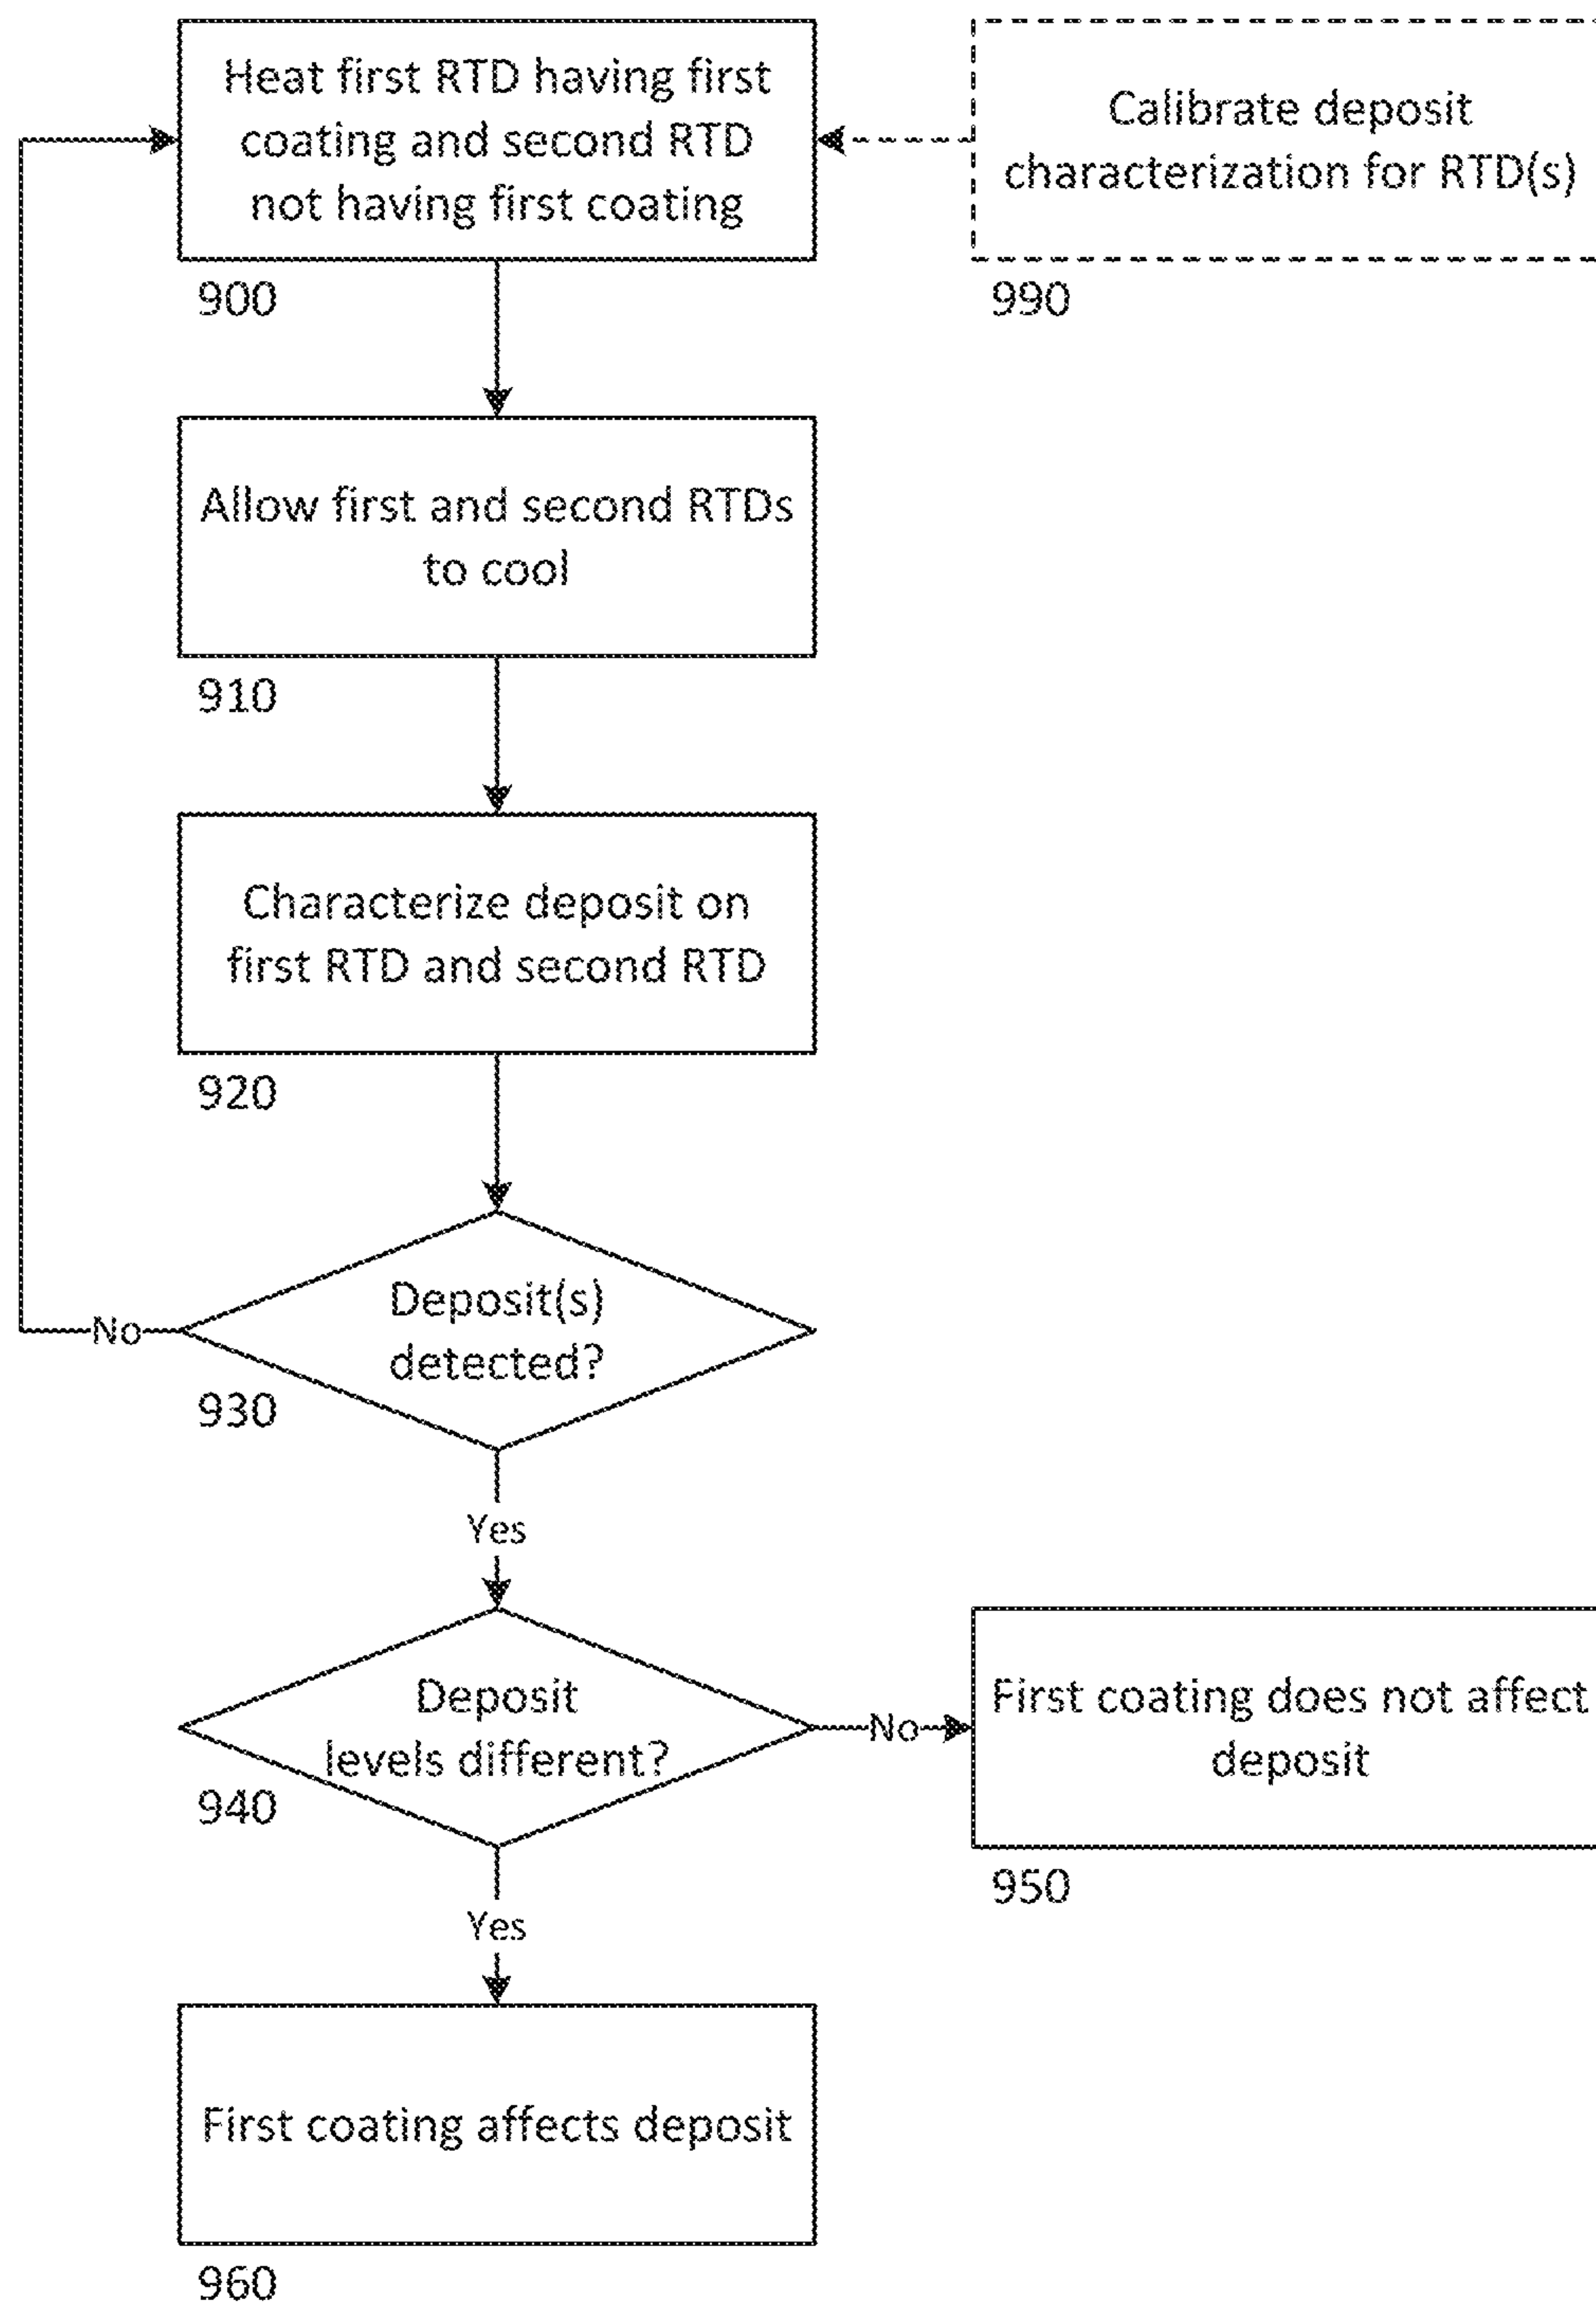 Heat first RTD having first
coating and second RTD
not having first coating
900
Calibrate deposit
characterization for RTD(s)
990
Allow first and second RTDs
to cool
910
Characterize deposit on
first RTD and second RTD
920
Deposit(s)
detected?
No
930
Yes
Deposit
levels different?
No
940
First coating does not affect
deposit
950
Yes
First coating affects deposit
960